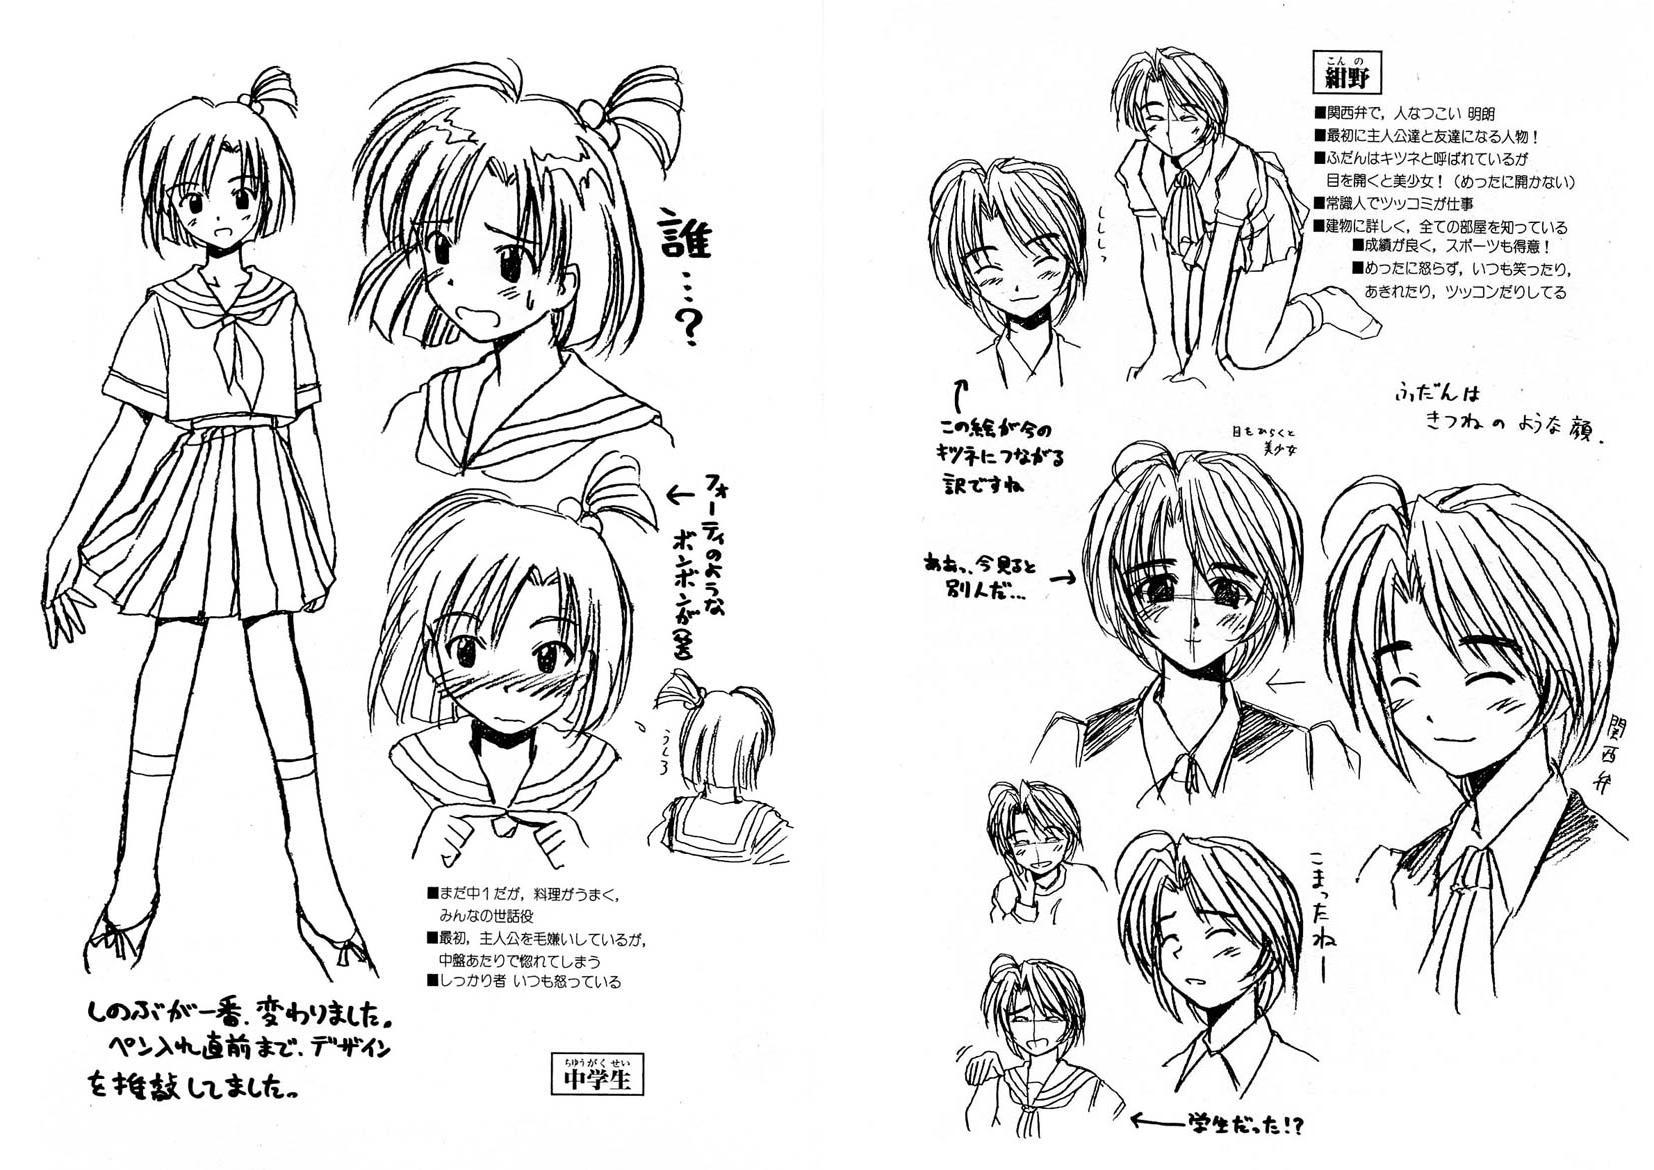 誰…?
フォーティのような
ボンボンが(笑)
うしろ
■まだ中1だが，料理がうまく，
みんなの世話役
■最初，主人公を毛嫌いしているが，
中盤あたりで惚れてしまう
■しっかり者 いつも怒っている
しのぶが一番、変わりました。
ペン入れ直前まで、デザイン
を推敲してました。
ちゅうがくせい
中学生
こんの
紺野
■関西弁で，人なつこい 明朗
■最初に主人公達と友達になる人物！
■ふだんはキツネと呼ばれているが
目を開くと美少女！（めったに開かない）
■常識人でツッコミが仕事
■建物に詳しく，全ての部屋を知っている
■成績が良く，スポーツも得意！
■めったに怒らず，いつも笑ったり，
あきれたり，ツッコンだりしてる
ししししっ
この絵が今の
キツネにつながる
訳ですね
ふだんは
きつねのような顔.
目をひらくと
美少女
ああっ、今見ると
別人だ…
関西弁
こまったねー
学生だった!?